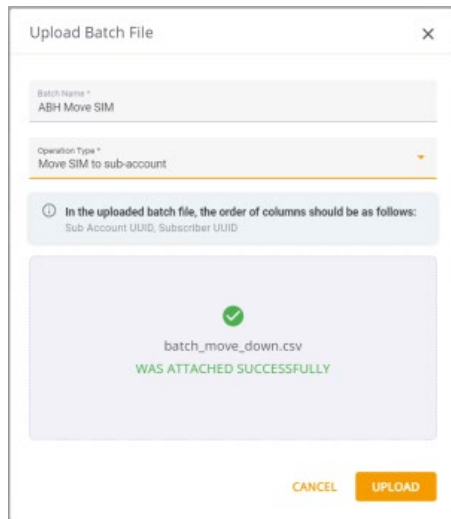 Upload Batch File
Batch Name *
ABH Move SIM
Operation Type *
Move SIM to sub-account
In the uploaded batch file, the order of columns should be as follows:
Sub Account UUID, Subscriber UUID
batch_move_down.csv
WAS ATTACHED SUCCESSFULLY
CANCEL UPLOAD